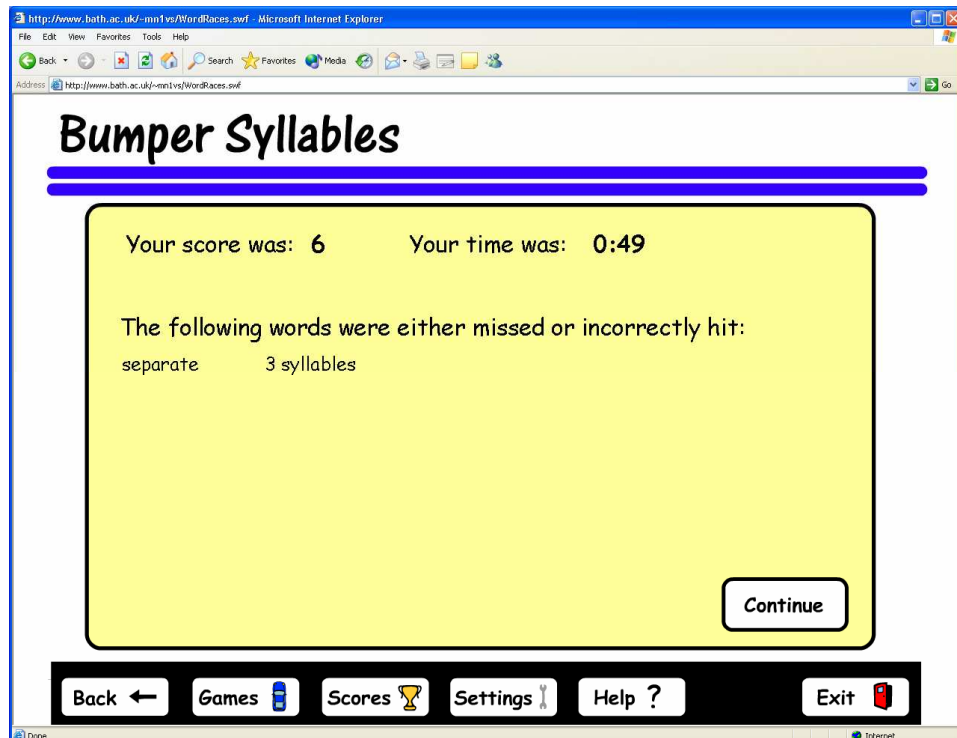 http://www.bath.ac.uk/~mn1vs/WordRaces.swf - Microsoft Internet Explorer
File Edit View Favorites Tools Help
Back Search Favorites Media
Address http://www.bath.ac.uk/~mn1vs/WordRaces.swf Go
Bumper Syllables
Your score was: 6 Your time was: 0:49
The following words were either missed or incorrectly hit:
separate 3 syllables
Continue
Back Games Scores Settings Help ? Exit
Done Internet